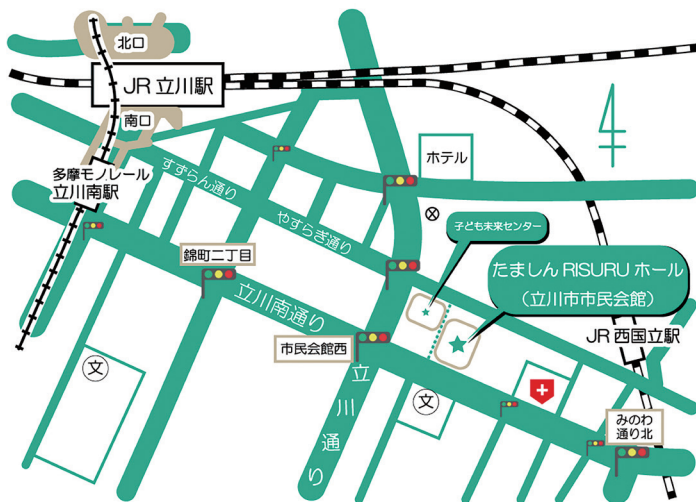 北口
JR 立川駅
南口
多摩モノレール
立川南駅
すずらん通り
ホテル
やすらぎ通り
子ども未来センター
錦町二丁目
たましん RISURU ホール
（立川市市民会館）
立川南通り
市民会館西
JR 西国立駅
立川通り
文
文
みのわ
通り北